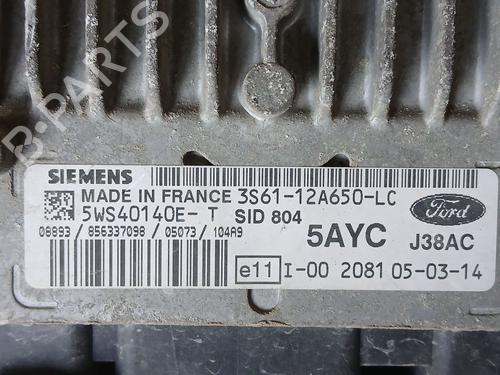 B-PARTS
SIEMENS
MADE IN FRANCE 3S61-12A650-LC
5WS40140E- T SID 804
Ford
08893 / 856337098 / 05073 / 104A9
5AYC J38AC
e11 I-00 2081 05-03-14